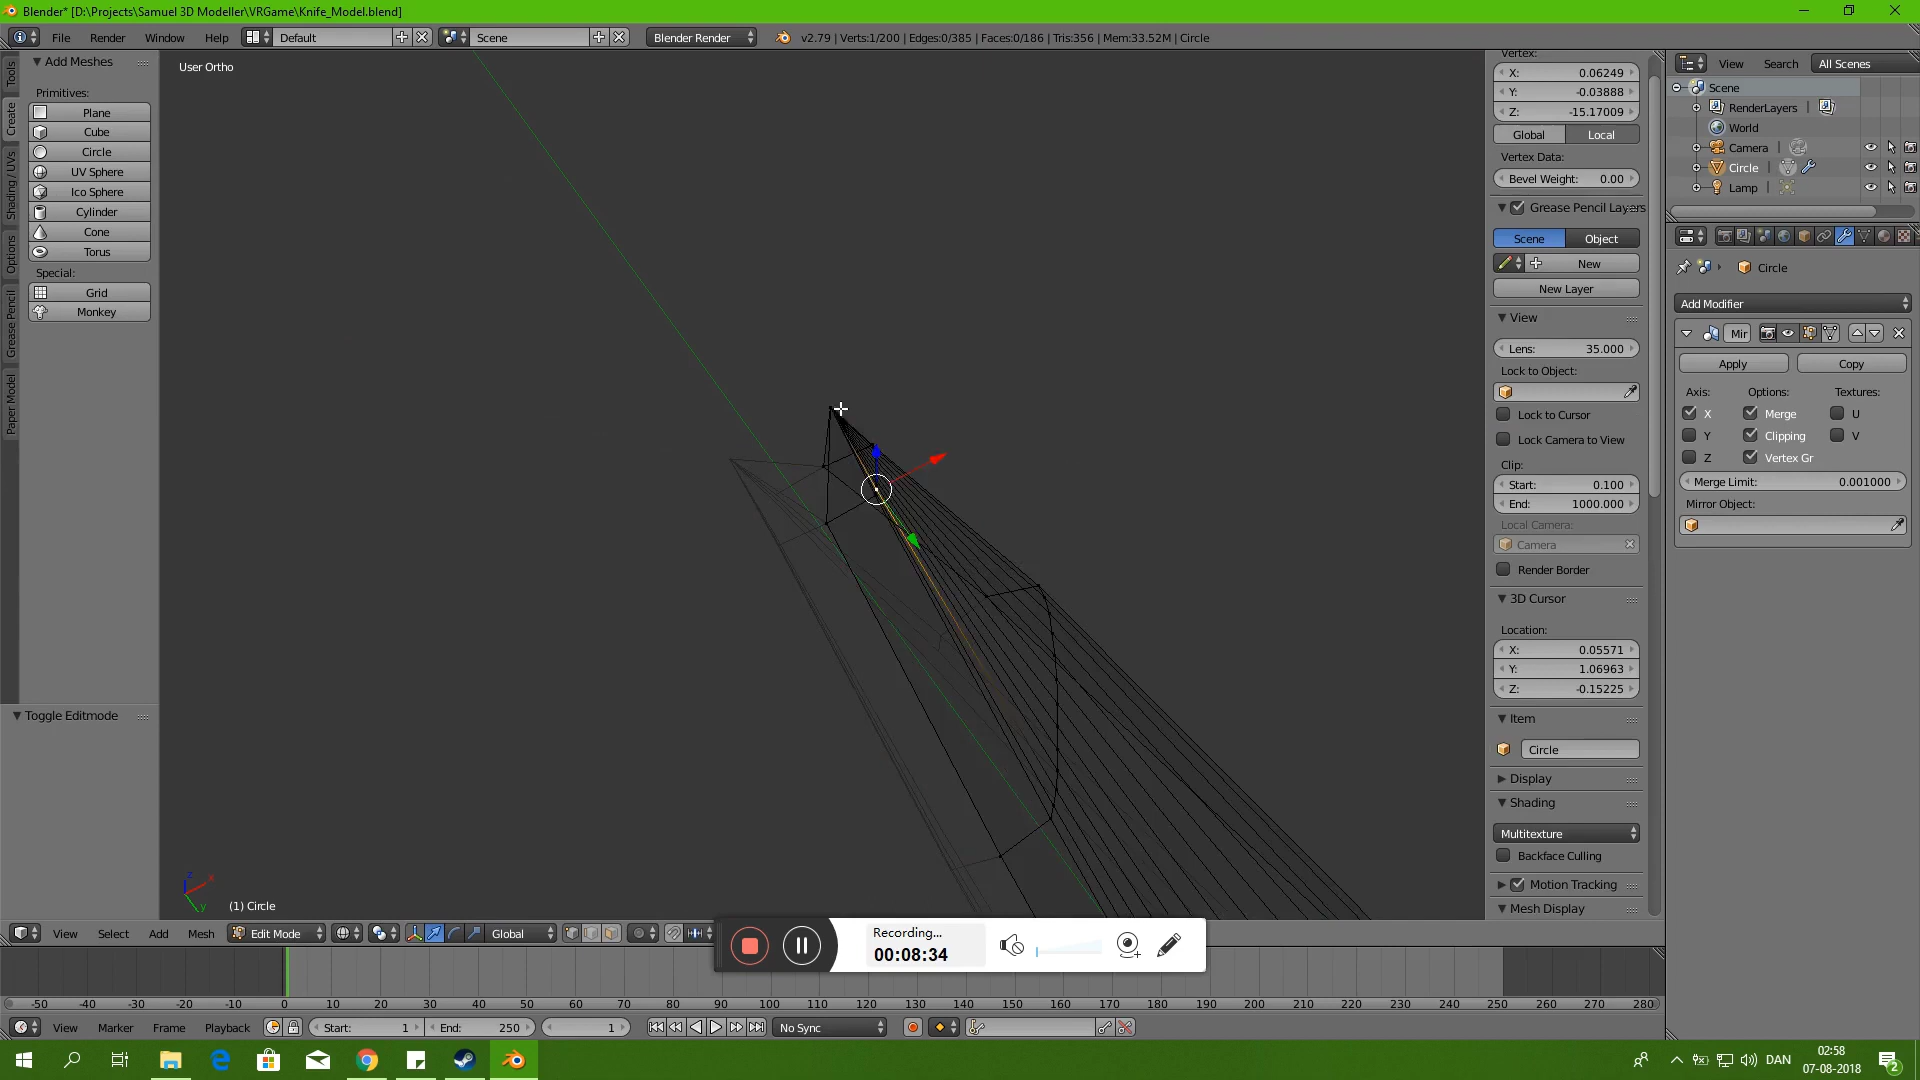 Blender* [D:\Projects\Samuel 3D Modeller\VRGame\Knife_Model.blend]
File Render Window Help Default Scene Blender Render v2.79 | Verts:1/200 | Edges:0/385 | Faces:0/186 | Tris:356 | Mem:33.52M | Circle
Tools
Create
Shading / UVs
Options
Grease Pencil
Paper Model
Add Meshes
Primitives:
Plane
Cube
Circle
UV Sphere
Ico Sphere
Cylinder
Cone
Torus
Special:
Grid
Monkey
Toggle Editmode
User Ortho
z
x
y
(1) Circle
Vertex:
X: 0.06249
Y: -0.03888
Z: -15.17009
Global Local
Vertex Data:
Bevel Weight: 0.00
Grease Pencil Layers
Scene Object
New
New Layer
View
Lens: 35.000
Lock to Object:
Lock to Cursor
Lock Camera to View
Clip:
Start: 0.100
End: 1000.000
Local Camera:
Camera
Render Border
3D Cursor
Location:
X: 0.05571
Y: 1.06963
Z: -0.15225
Item
Circle
Display
Shading
Multitexture
Backface Culling
Motion Tracking
Mesh Display
View Search All Scenes
Scene
RenderLayers |
World
Camera |
Circle |
Lamp |
Circle
Add Modifier
Mir
Apply Copy
Axis: Options: Textures:
X Merge U
Y Clipping V
Z Vertex Gr
Merge Limit: 0.001000
Mirror Object:
View Select Add Mesh Edit Mode Global
Recording...
00:08:34
-50 -40 -30 -20 -10 0 10 20 30 40 50 60 70 80 90 100 110 120 130 140 150 160 170 180 190 200 210 220 230 240 250 260 270 280
View Marker Frame Playback Start: 1 End: 250 1 No Sync
DAN
02:58
07-08-2018
2